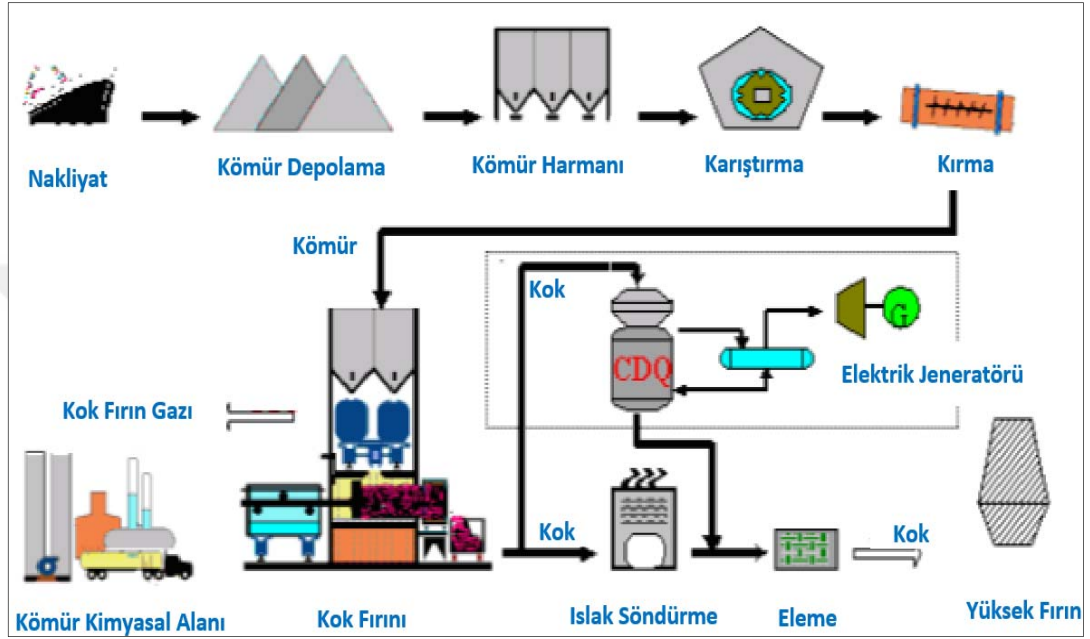 Nakliyat
Kömür Depolama
Kömür Harmanı
Karıştırma
Kırma
Kömür
Kok
CDQ
G
Elektrik Jeneratörü
Kok Fırın Gazı
Kok
Kok
Kömür Kimyasal Alanı
Kok Fırını
Islak Söndürme
Eleme
Yüksek Fırın